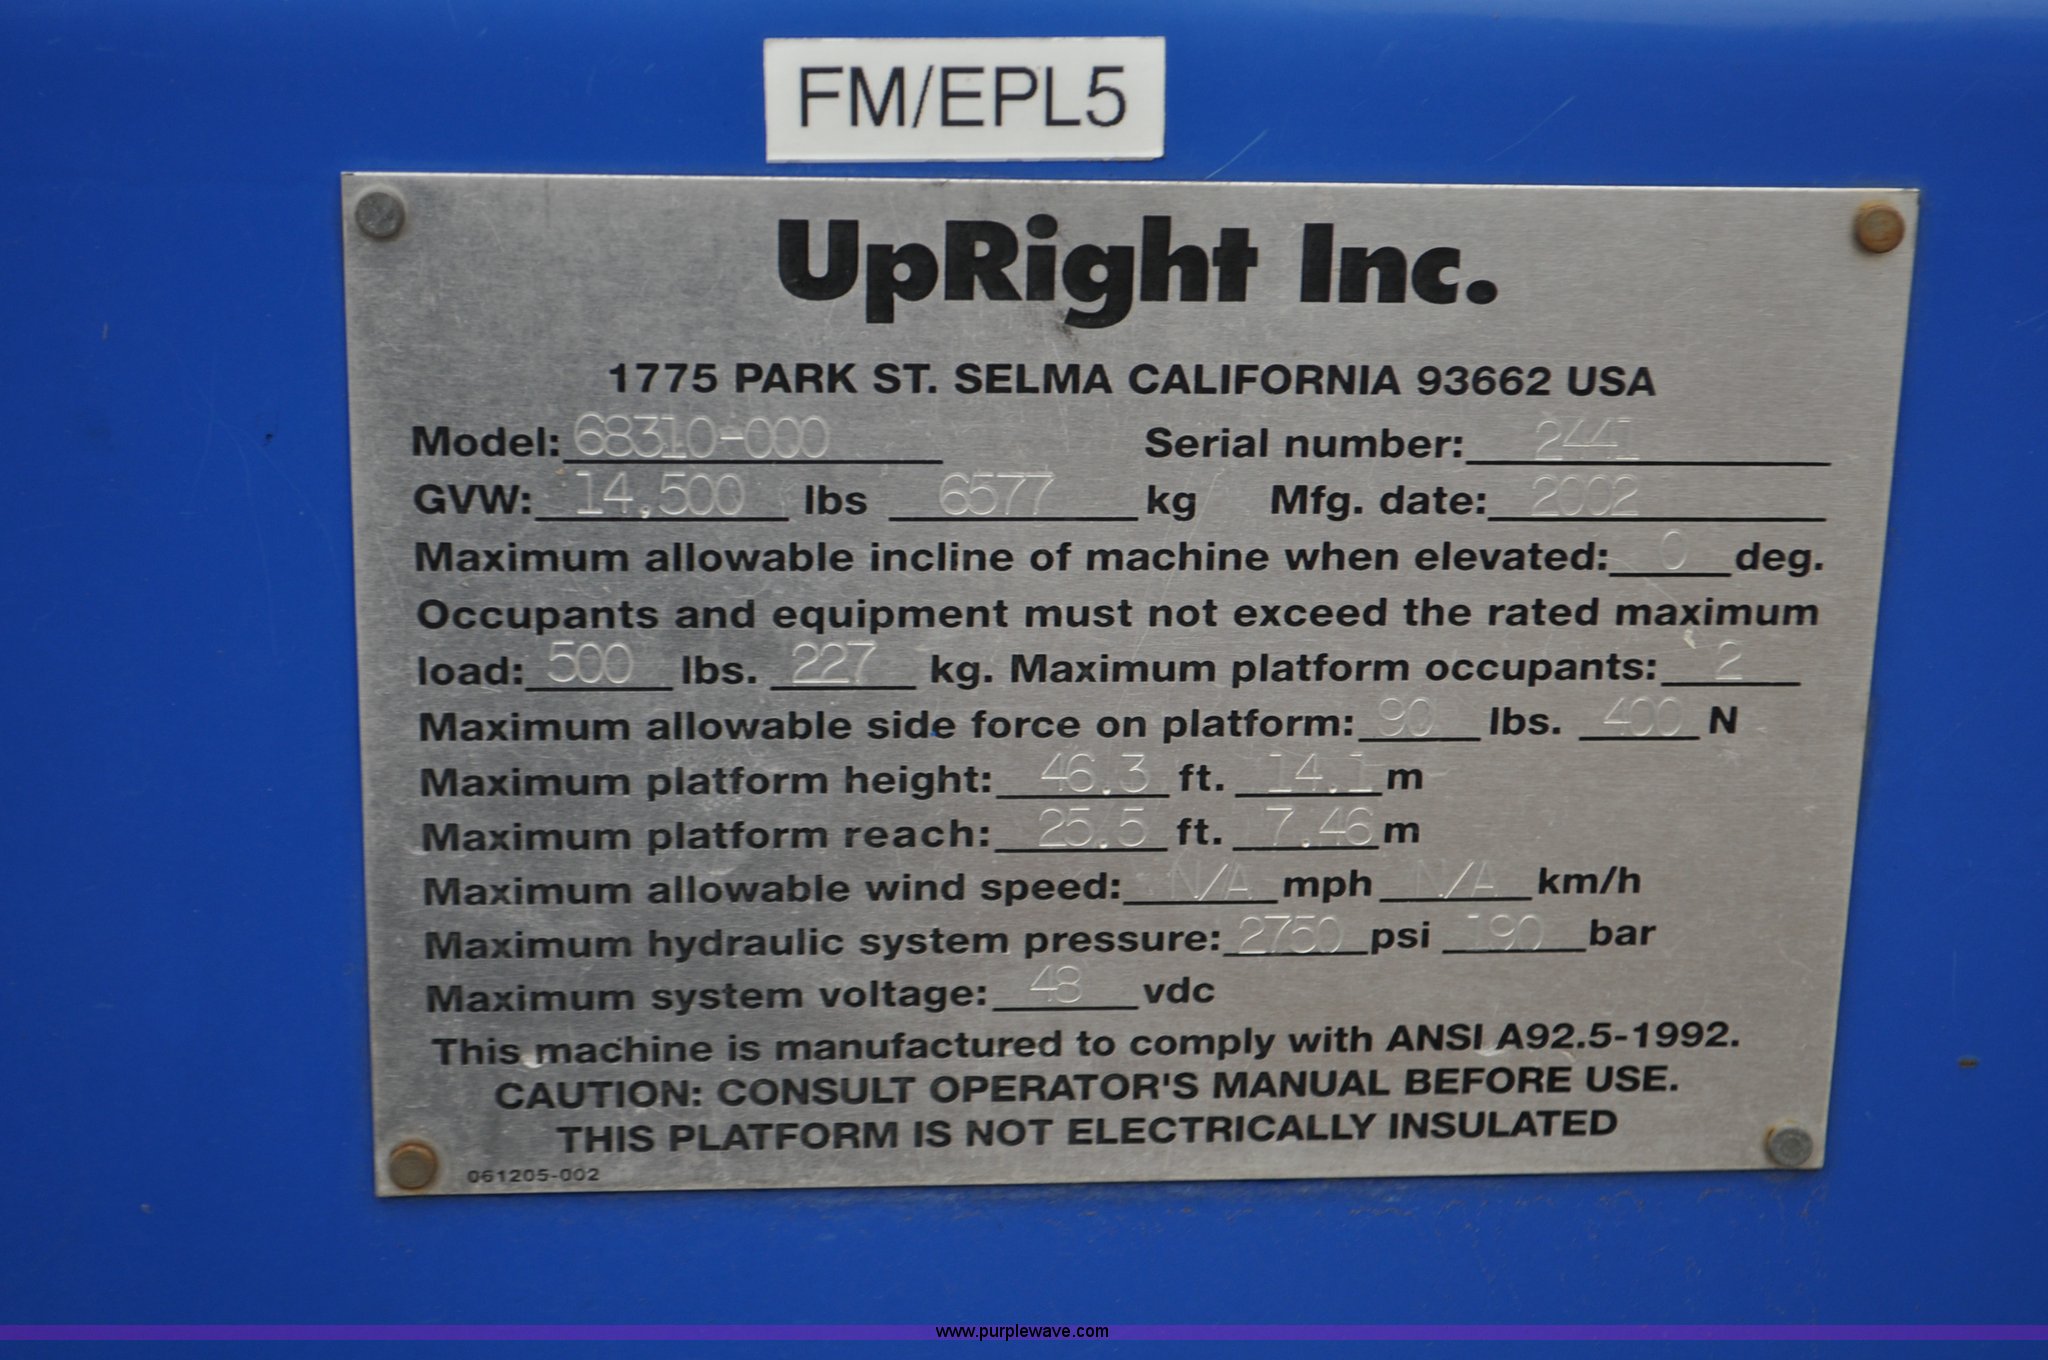 FM/EPL5
UpRight Inc.
1775 PARK ST. SELMA CALIFORNIA 93662 USA
Model: 68310-000 Serial number: 2441
GVW: 14,500 lbs 6577 kg Mfg. date: 2002
Maximum allowable incline of machine when elevated: 0 deg.
Occupants and equipment must not exceed the rated maximum
load: 500 lbs. 227 kg. Maximum platform occupants: 2
Maximum allowable side force on platform: 90 lbs. 400 N
Maximum platform height: 46.3 ft. 14.1 m
Maximum platform reach: 25.5 ft. 7.46 m
Maximum allowable wind speed: N/A mph N/A km/h
Maximum hydraulic system pressure: 2750 psi 190 bar
Maximum system voltage: 48 vdc
This machine is manufactured to comply with ANSI A92.5-1992.
CAUTION: CONSULT OPERATOR'S MANUAL BEFORE USE.
THIS PLATFORM IS NOT ELECTRICALLY INSULATED
061205-002
www.purplewave.com